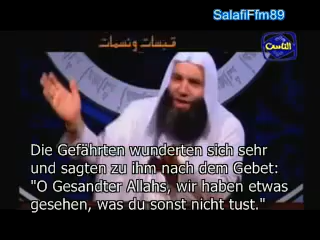 SalafiFfm89
قبسات ونسمات
الناس
Die Gefährten wunderten sich sehr
und sagten zu ihm nach dem Gebet:
"O Gesandter Allahs, wir haben etwas
gesehen, was du sonst nicht tust."